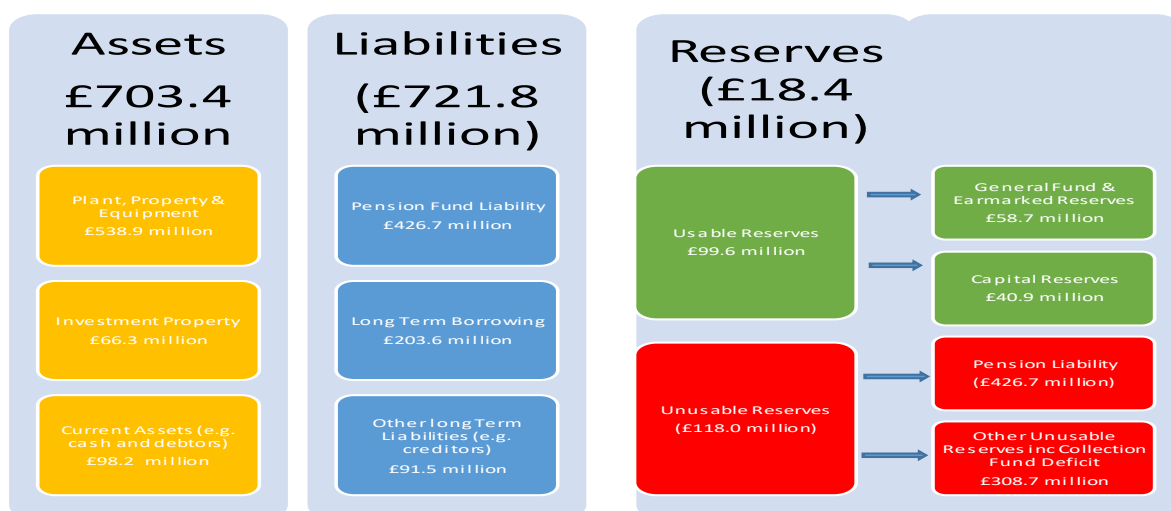 Assets
£703.4
million
Plant, Property &
Equipment
£538.9 million
Investment Property
£66.3 million
Current Assets (e.g.
cash and debtors)
£98.2 million
Liabilities
(£721.8
million)
Pension Fund Liability
£426.7 million
Long Term Borrowing
£203.6 million
Other long Term
Liabilities (e.g.
creditors)
£91.5 million
Reserves
(£18.4
million)
Usable Reserves
£99.6 million
General Fund &
Earmarked Reserves
£58.7 million
Capital Reserves
£40.9 million
Unusable Reserves
(£118.0 million)
Pension Liability
(£426.7 million)
Other Unusable
Reserves inc Collection
Fund Deficit
£308.7 million